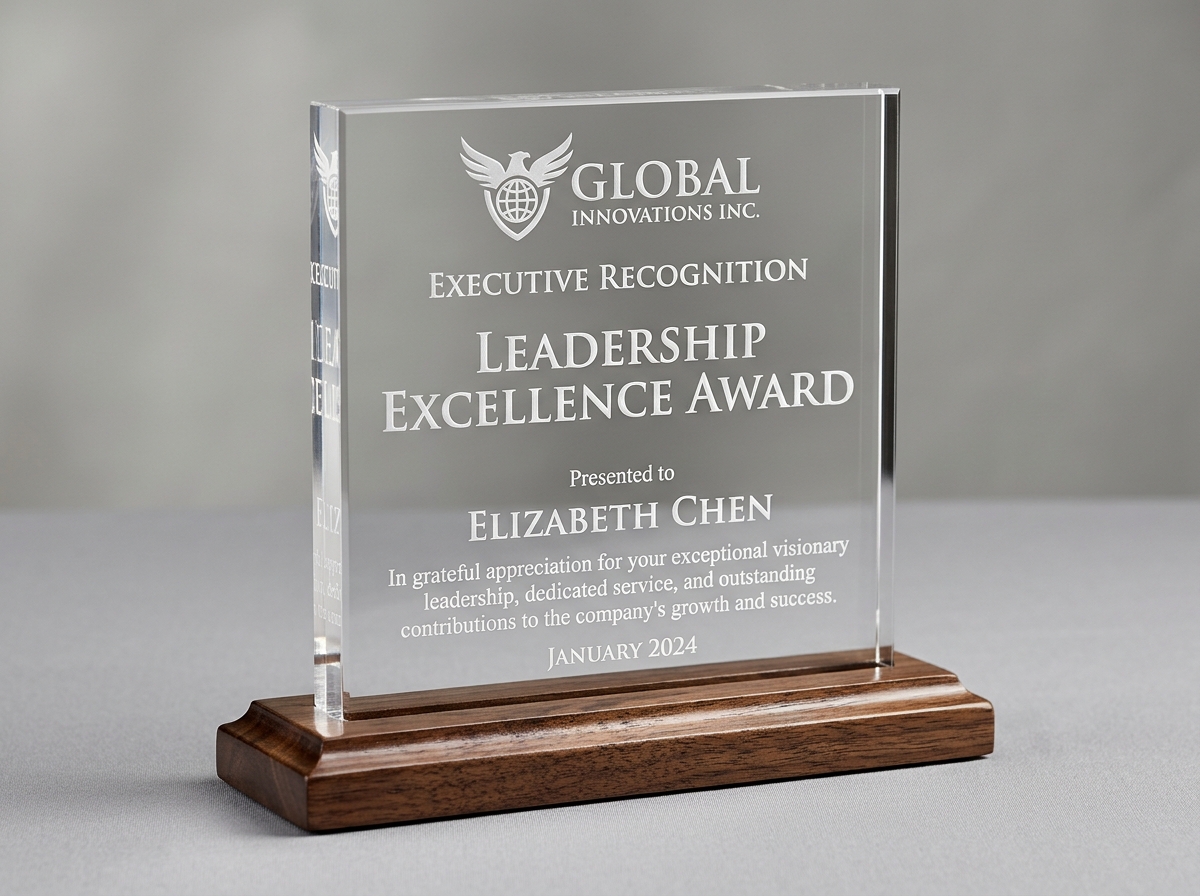 GLOBAL
INNOVATIONS INC.
EXECUTIVE RECOGNITION
LEADERSHIP
EXCELLENCE AWARD
Presented to
ELIZABETH CHEN
In grateful appreciation for your exceptional visionary
leadership, dedicated service, and outstanding
contributions to the company's growth and success.
JANUARY 2024